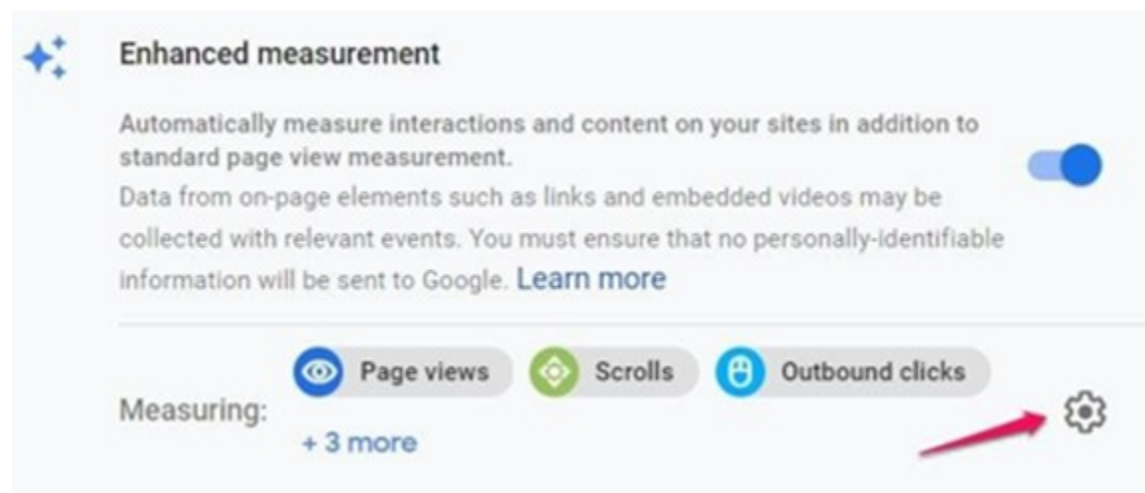 Enhanced measurement
Automatically measure interactions and content on your sites in addition to
standard page view measurement.
Data from on-page elements such as links and embedded videos may be
collected with relevant events. You must ensure that no personally-identifiable
information will be sent to Google. Learn more
Measuring:
Page views
Scrolls
Outbound clicks
+ 3 more